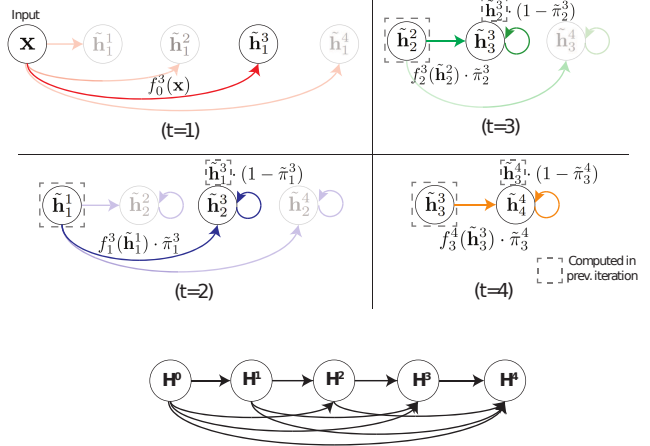 Input
x h̃₁¹ h̃₁² h̃₁³ h̃₁⁴
f₀³(x)
(t=1)
h̃₂³ · (1 − π̃₂³)
h̃₂² h̃₃³ h̃₃⁴
f₂³(h̃₂²) · π̃₂³
(t=3)
h̃₁³ · (1 − π̃₁³)
h̃₁¹ h̃₂² h̃₂³ h̃₂⁴
f₁³(h̃₁¹) · π̃₁³
(t=2)
h̃₃⁴ · (1 − π̃₃⁴)
h̃₃³ h̃₄⁴
f₃⁴(h̃₃³) · π̃₃⁴
Computed in
prev. iteration
(t=4)
H⁰ H¹ H² H³ H⁴